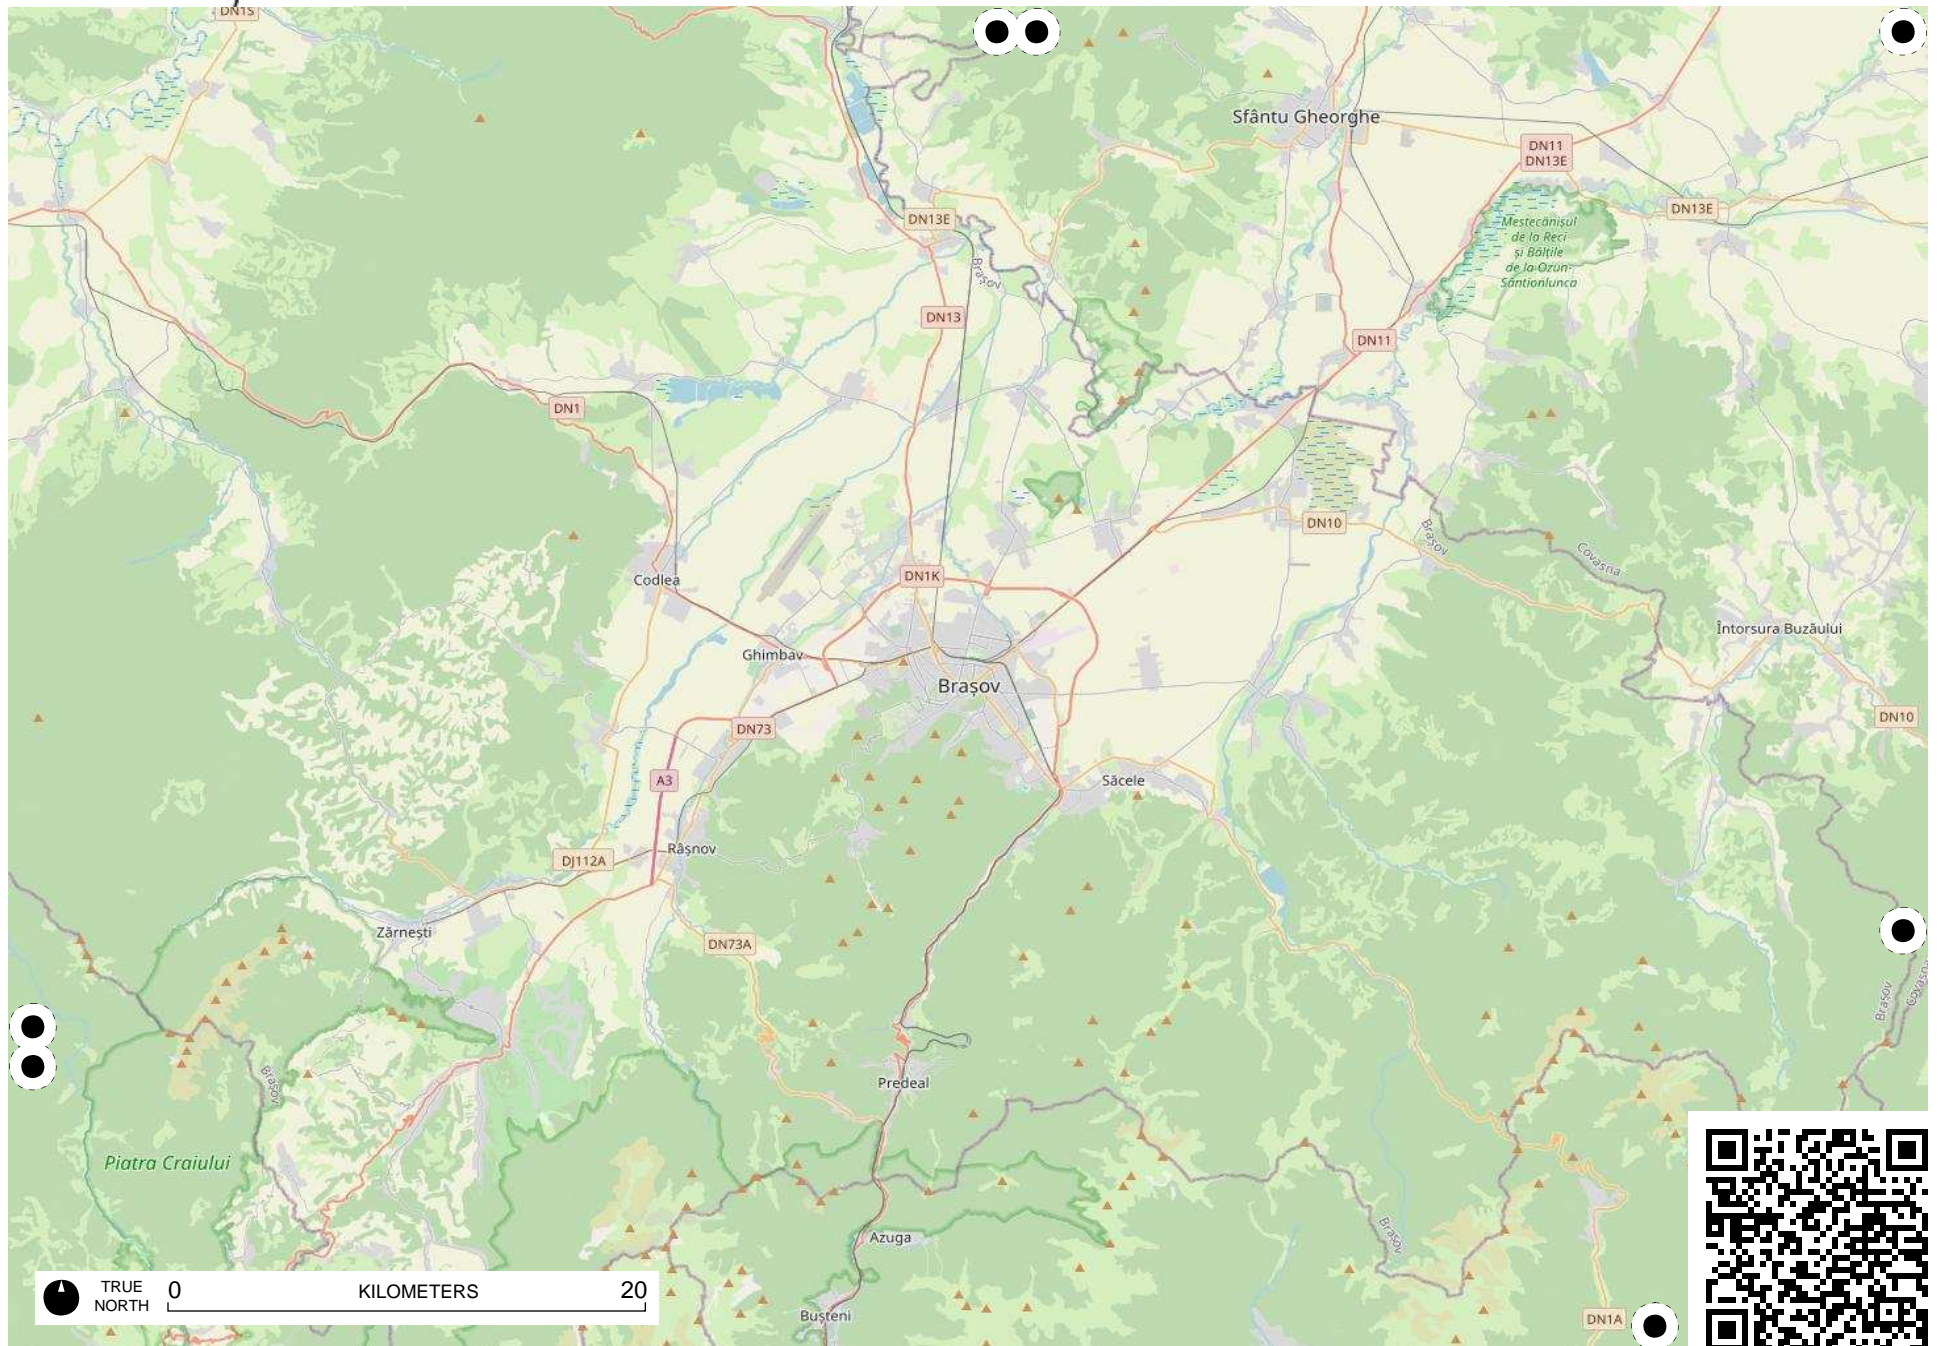 DN1S
Sfântu Gheorghe
DN11
DN13E
DN13E
DN13E
Mestecănișul
de la Reci
și Bălțile
de la Ozun-
Sântionlunca
Brașov
DN13
DN11
DN1
DN10
Brașov
Covasna
DN1K
Codlea
Întorsura Buzăului
Ghimbav
Brașov
DN10
DN73
A3
Săcele
Râșnov
DJ112A
Zărnești
DN73A
Brașov
Covasna
Brașov
Predeal
Piatra Craiului
Brașov
Azuga
TRUE
NORTH
0 KILOMETERS 20
Bușteni
DN1A